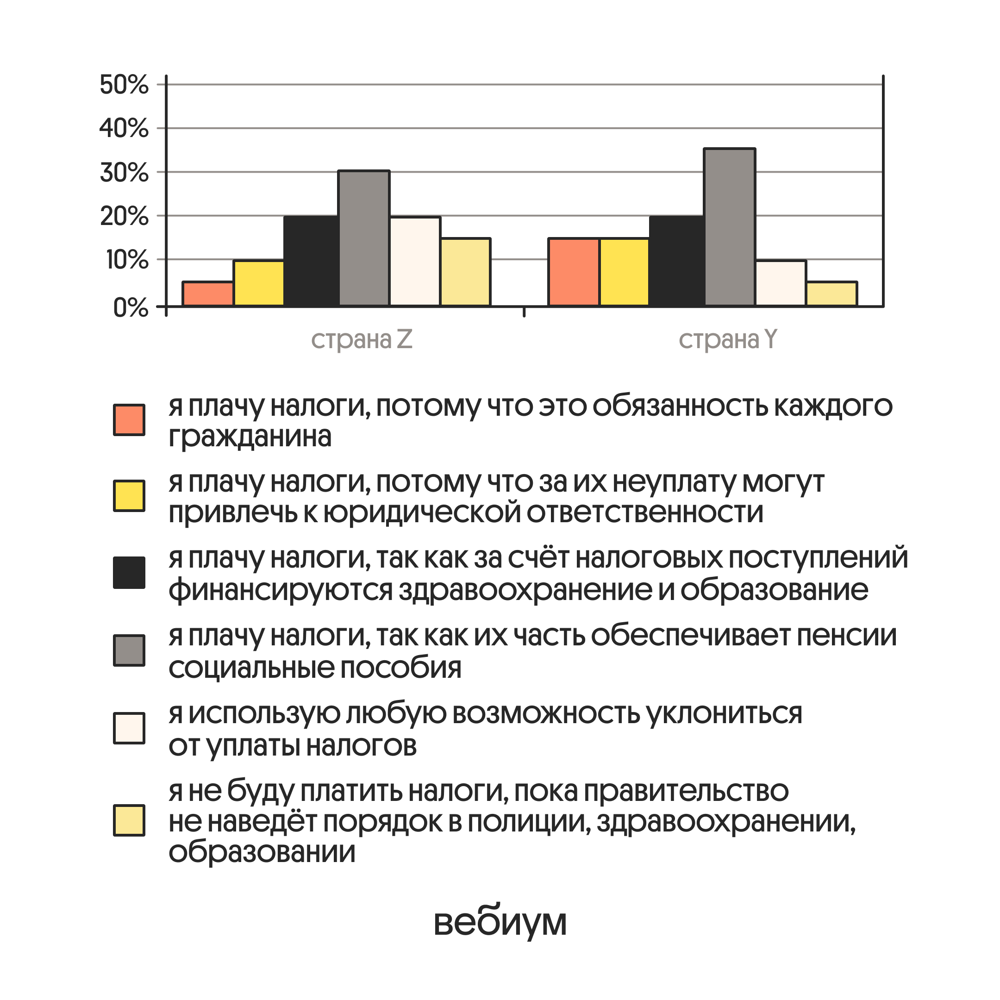 50%
40%
30%
20%
10%
0%
страна Z
страна Y
я плачу налоги, потому что это обязанность каждого
гражданина
я плачу налоги, потому что за их неуплату могут
привлечь к юридической ответственности
я плачу налоги, так как за счёт налоговых поступлений
финансируются здравоохранение и образование
я плачу налоги, так как их часть обеспечивает пенсии
социальные пособия
я использую любую возможность уклониться
от уплаты налогов
я не буду платить налоги, пока правительство
не наведёт порядок в полиции, здравоохранении,
образовании
вебиум